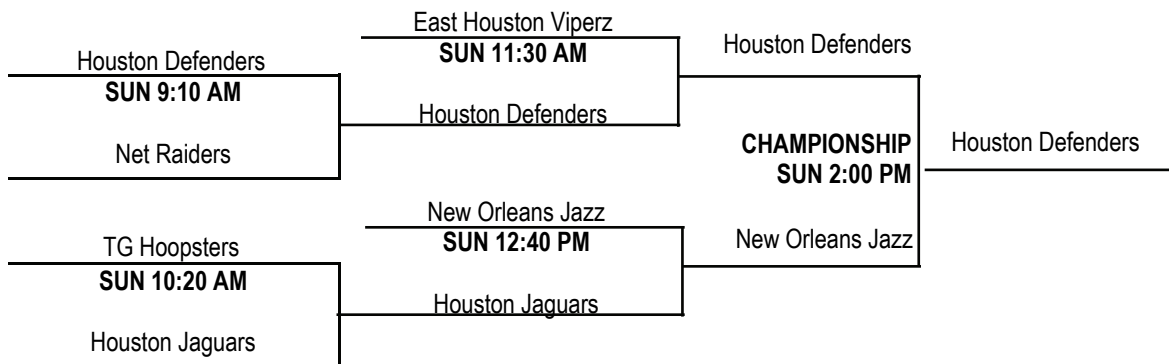 East Houston Viperz
SUN 11:30 AM
Houston Defenders
Houston Defenders
SUN 9:10 AM
Houston Defenders
Net Raiders
CHAMPIONSHIP
SUN 2:00 PM
Houston Defenders
New Orleans Jazz
SUN 12:40 PM
New Orleans Jazz
TG Hoopsters
SUN 10:20 AM
Houston Jaguars
Houston Jaguars